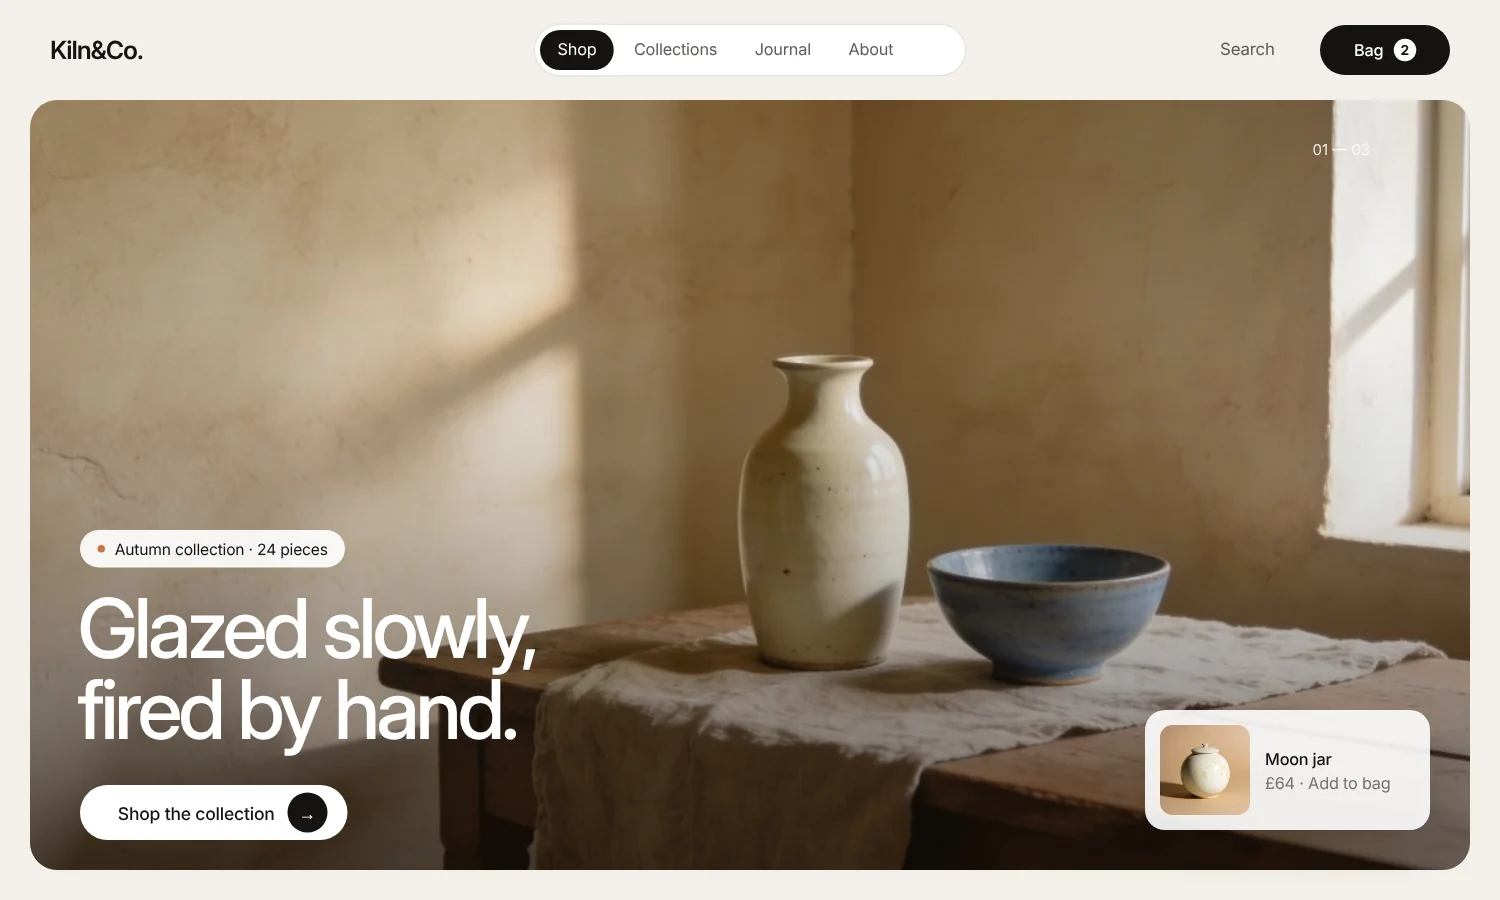 Kiln&Co.
Shop
Collections
Journal
About
Search
Bag 2
01 — 03
Autumn collection · 24 pieces
Glazed slowly,
fired by hand.
Shop the collection →
Moon jar
£64 · Add to bag